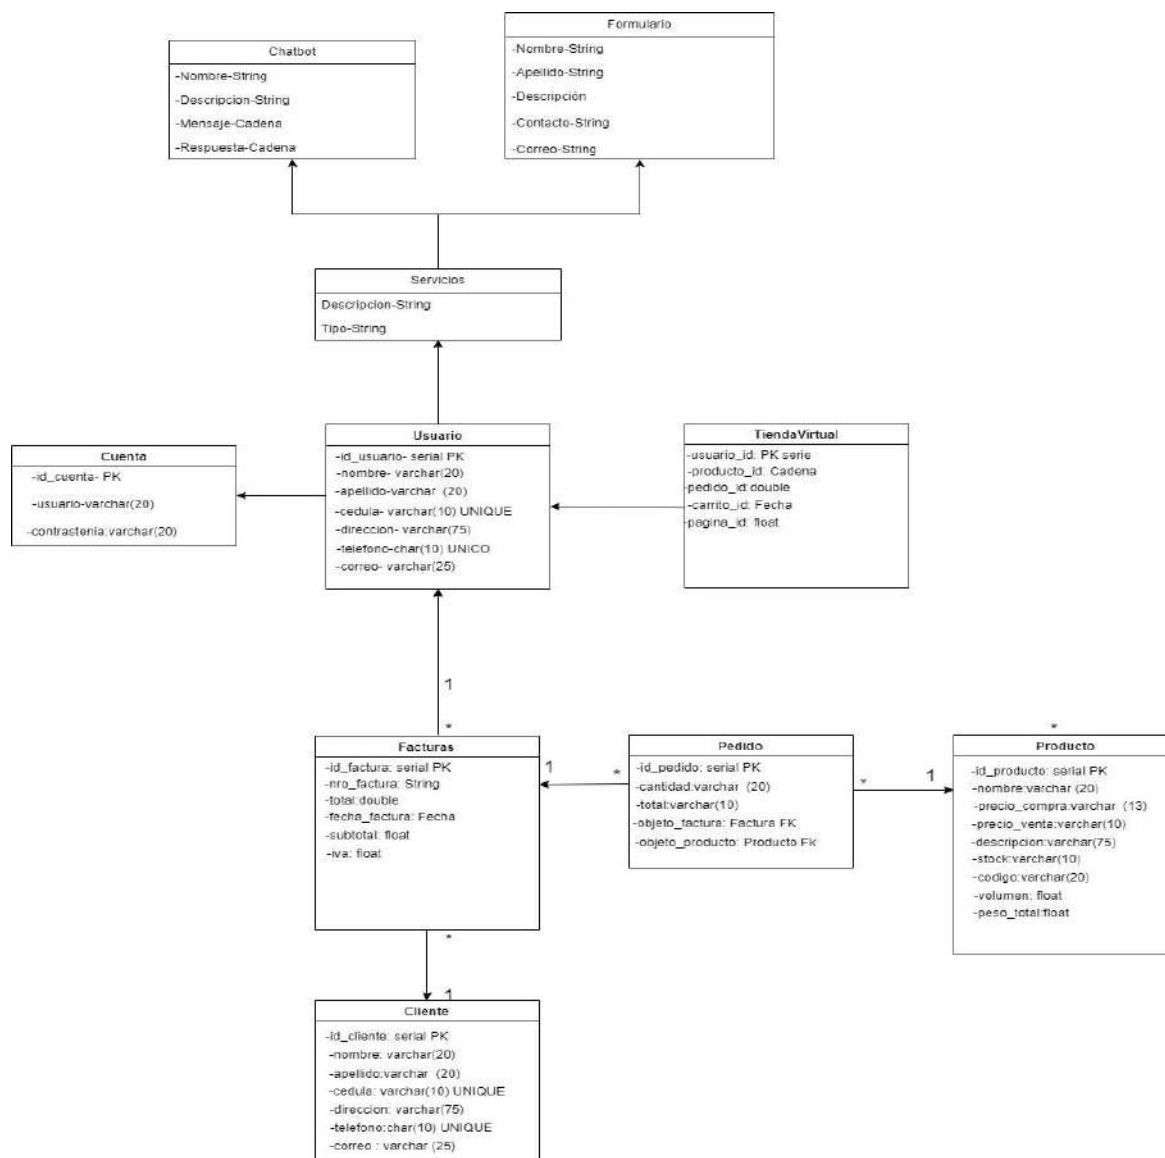 Formulario
-Nombre-String
-Apellido-String
-Descripción
-Contacto-String
-Correo-String
Chatbot
-Nombre-String
-Descripcion-String
-Mensaje-Cadena
-Respuesta-Cadena
Servicios
Descripcion-String
Tipo-String
Cuenta
-id_cuenta- PK
-usuario-varchar(20)
-contrastenia:varchar(20)
Usuario
-id_usuario- serial PK
-nombre- varchar(20)
-apellido-varchar (20)
-cedula- varchar(10) UNIQUE
-direccion- varchar(75)
-telefono-char(10) UNICO
-correo- varchar(25)
TiendaVirtual
-usuario_id: PK serie
-producto_id: Cadena
pedido_id:double
-carrito_id: Fecha
-pagina_id: float
1
*
Facturas
-id_factura: serial PK
-nro_factura: String
-total:double
-fecha_factura: Fecha
-subtotal: float
-iva: float
1
*
Pedido
-id_pedido: serial PK
-cantidad:varchar (20)
-total:varchar(10)
-objeto_factura: Factura FK
-objeto_producto: Producto Fk
*
1
*
Producto
-id_producto: serial PK
-nombre:varchar (20)
-precio_compra:varchar (13)
-precio_venta:varchar(10)
-descripcion:varchar(75)
-stock:varchar(10)
-codigo:varchar(20)
-volumen: float
-peso_total:float
*
1
Cliente
-id_cliente: serial PK
-nombre: varchar(20)
-apellido:varchar (20)
-cedula: varchar(10) UNIQUE
-direccion: varchar(75)
-telefono:char(10) UNIQUE
-correo : varchar (25)